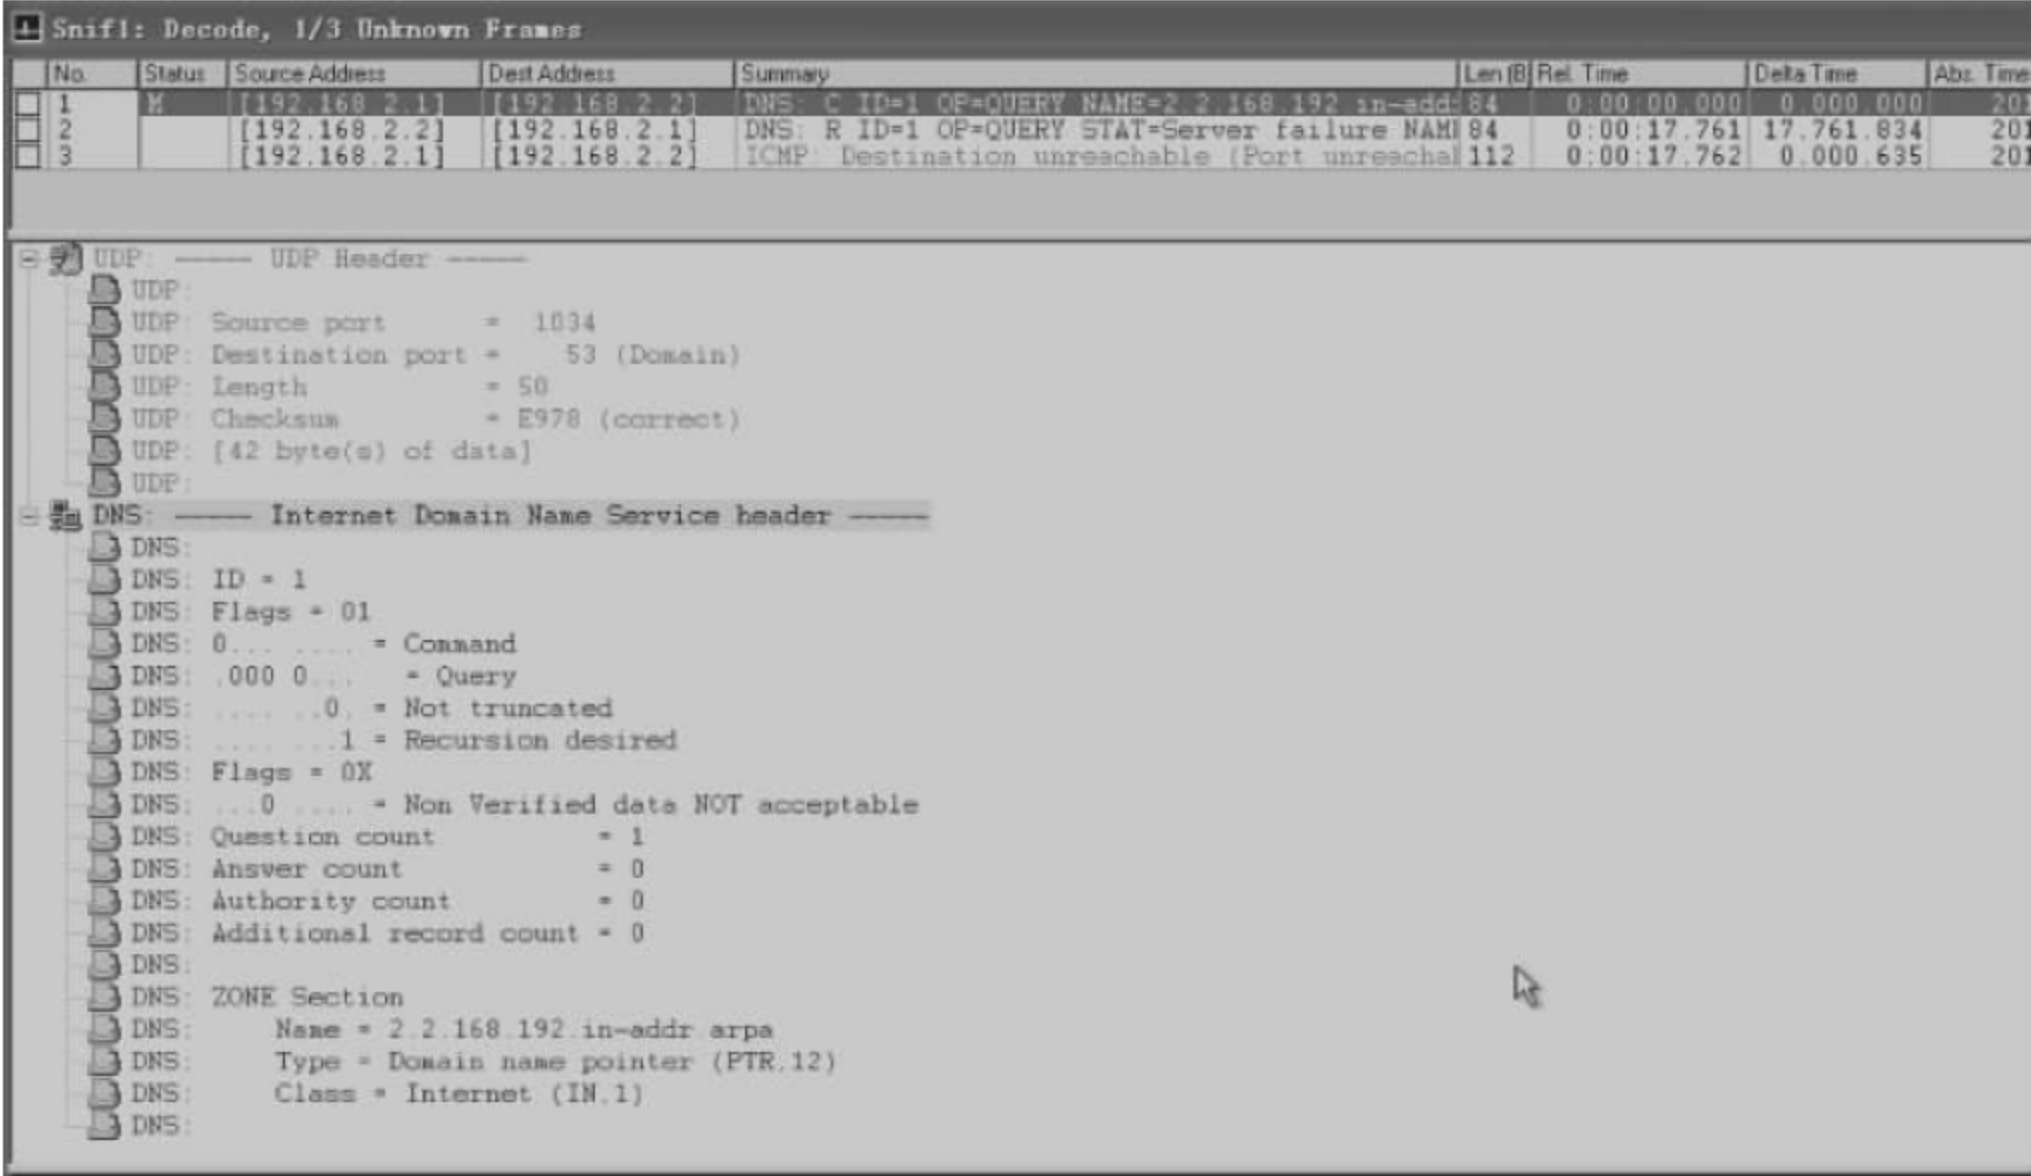 Snif1: Decode, 1/3 Unknown Frames
No. Status Source Address Dest Address Summary Len (B) Rel. Time Delta Time Abs. Time
1 M [192.168.2.1] [192.168.2.2] DNS: C ID=1 OP=QUERY NAME=2.2.168.192.in-add 84 0:00:00.000 0.000.000 201
2 [192.168.2.2] [192.168.2.1] DNS: R ID=1 OP=QUERY STAT=Server failure NAM 84 0:00:17.761 17.761.834 201
3 [192.168.2.1] [192.168.2.2] ICMP: Destination unreachable (Port unreachal 112 0:00:17.762 0.000.635 201
UDP: ----- UDP Header -----
UDP:
UDP: Source port = 1034
UDP: Destination port = 53 (Domain)
UDP: Length = 50
UDP: Checksum = E978 (correct)
UDP: [42 byte(s) of data]
UDP:
DNS: ----- Internet Domain Name Service header -----
DNS:
DNS: ID = 1
DNS: Flags = 01
DNS: 0... .... = Command
DNS: .000 0... = Query
DNS: .... ..0. = Not truncated
DNS: .... ...1 = Recursion desired
DNS: Flags = 0X
DNS: ...0 .... = Non Verified data NOT acceptable
DNS: Question count = 1
DNS: Answer count = 0
DNS: Authority count = 0
DNS: Additional record count = 0
DNS:
DNS: ZONE Section
DNS: Name = 2.2.168.192.in-addr.arpa
DNS: Type = Domain name pointer (PTR,12)
DNS: Class = Internet (IN,1)
DNS: